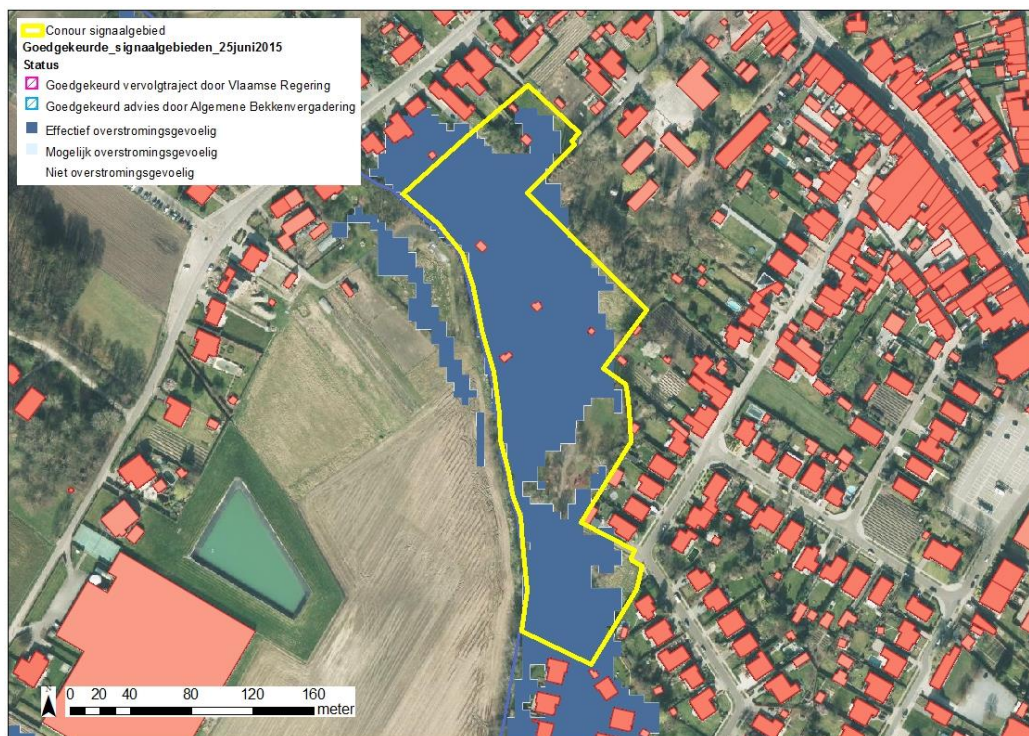 Conour signaalgebied
Goedgekeurde_signaalgebieden_25juni2015
Status
Goedgekeurd vervolgtraject door Vlaamse Regering
Goedgekeurd advies door Algemene Bekkenvergadering
Effectief overstromingsgevoelig
Mogelijk overstromingsgevoelig
Niet overstromingsgevoelig
0 20 40 80 120 160
meter